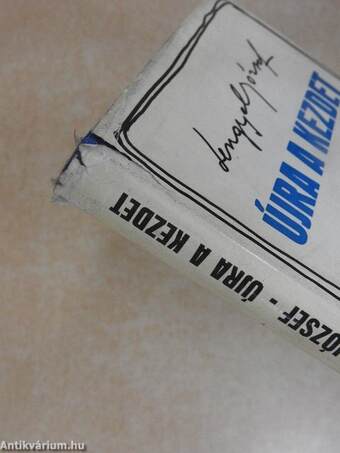 Lengyel József
ÚJRA A KEZDET
JÓZSEF - ÚJRA A KEZDET
Antikvárium.hu